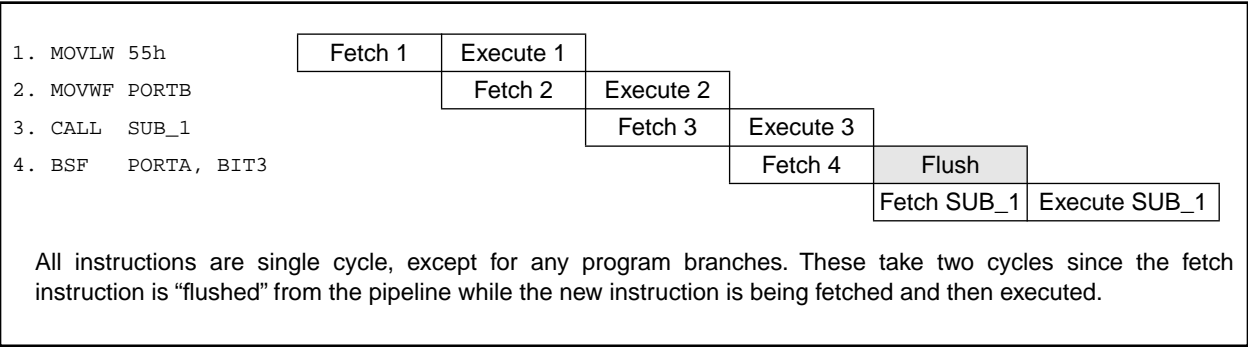 1. MOVLW 55h Fetch 1 Execute 1
2. MOVWF PORTB Fetch 2 Execute 2
3. CALL SUB_1 Fetch 3 Execute 3
4. BSF PORTA, BIT3 Fetch 4 Flush
Fetch SUB_1 Execute SUB_1
All instructions are single cycle, except for any program branches. These take two cycles since the fetch
instruction is “flushed” from the pipeline while the new instruction is being fetched and then executed.